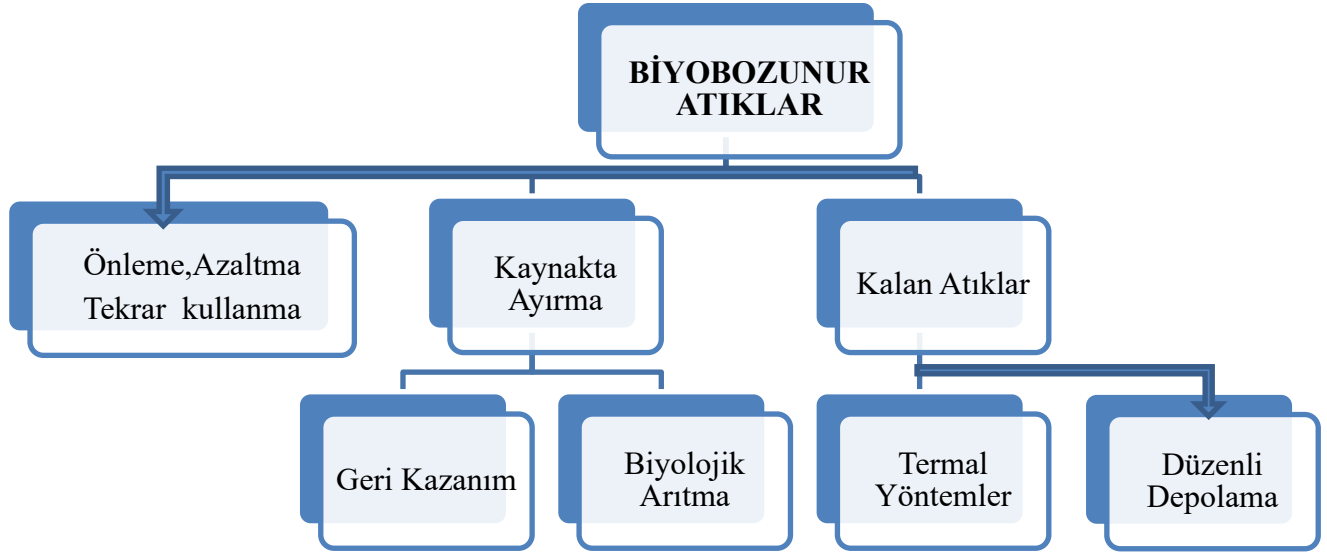 BİYOBOZUNUR
ATIKLAR
Önleme,Azaltma
Tekrar kullanma
Kaynakta
Ayırma
Kalan Atıklar
Geri Kazanım
Biyolojik
Arıtma
Termal
Yöntemler
Düzenli
Depolama